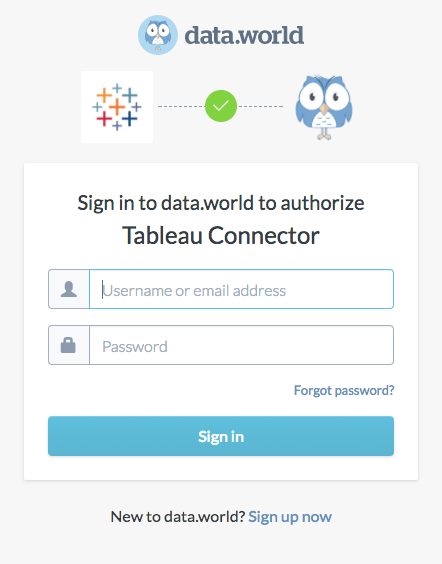 data.world
Sign in to data.world to authorize
Tableau Connector
Username or email address
Password
Forgot password?
Sign in
New to data.world? Sign up now